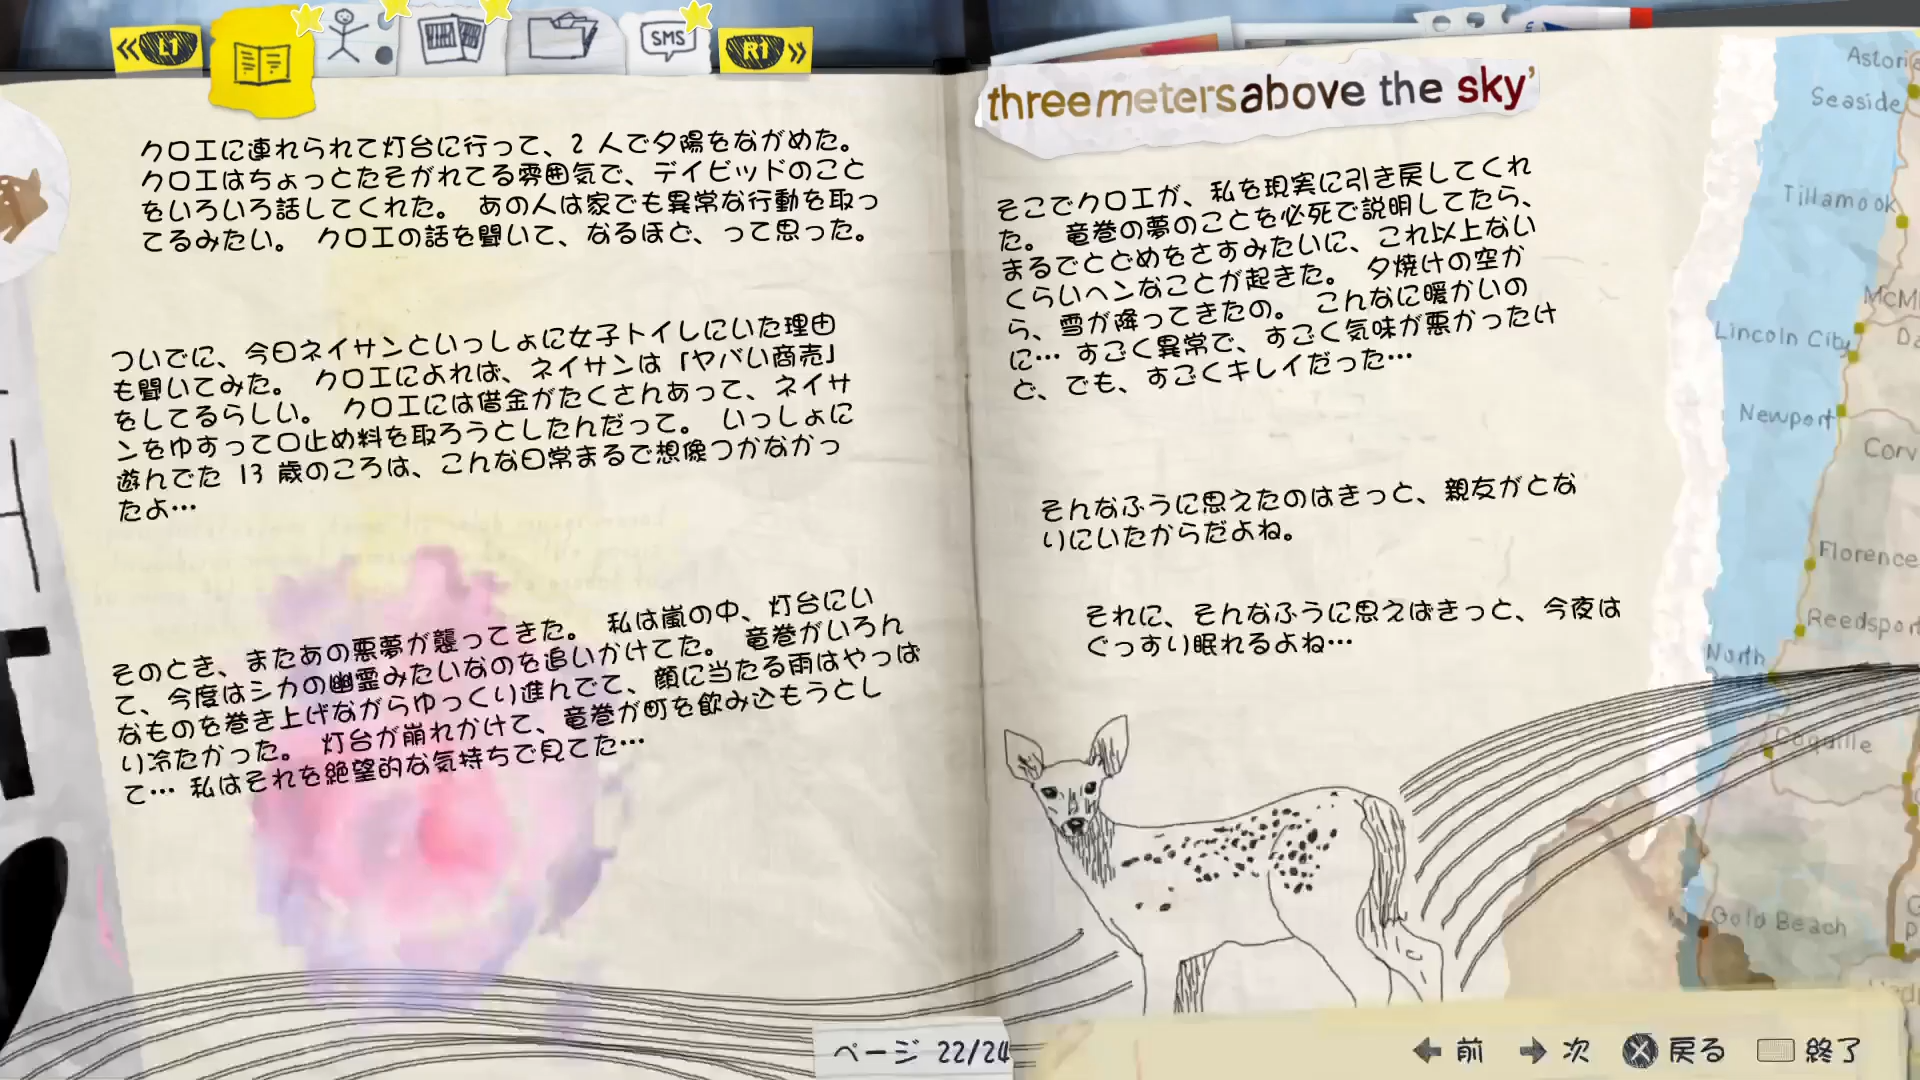 L1
SMS
R1
クロエに連れられて灯台に行って、2 人で夕陽をながめた。
クロエはちょっとたそがれてる雰囲気で、デイビッドのこと
をいろいろ話してくれた。 あの人は家でも異常な行動を取っ
てるみたい。 クロエの話を聞いて、なるほど、って思った。
ついでに、今日ネイサンといっしょに女子トイレにいた理由
も聞いてみた。 クロエによれば、ネイサンは「ヤバい商売」
をしてるらしい。 クロエには借金がたくさんあって、ネイサ
ンをゆすって口止め料を取ろうとしたんだって。 いっしょに
遊んでた 13 歳のころは、こんな日常まるで想像つかなかっ
たよ…
そのとき、またあの悪夢が襲ってきた。 私は嵐の中、灯台にい
て、今度はシカの幽霊みたいなのを追いかけてた。 竜巻がいろん
なものを巻き上げながらゆっくり進んでて、顔に当たる雨はやっぱ
り冷たかった。 灯台が崩れかけて、竜巻が町を飲み込もうとし
て… 私はそれを絶望的な気持ちで見てた…
threemetersabove the sky'
そこでクロエが、私を現実に引き戻してくれ
た。 竜巻の夢のことを必死で説明してたら、
まるでとどめをさすみたいに、これ以上ない
くらいヘンなことが起きた。 夕焼けの空か
ら、雪が降ってきたの。 こんなに暖かいの
に… すごく異常で、すごく気味が悪かったけ
ど、でも、すごくキレイだった…
そんなふうに思えたのはきっと、親友がとな
りにいたからだよね。
それに、そんなふうに思えばきっと、今夜は
ぐっすり眠れるよね…
Seaside
Tillamook
Lincoln City
Newport
Florence
Reedsport
North
Coquille
Gold Beach
ページ 22/24
前 次 戻る 終了